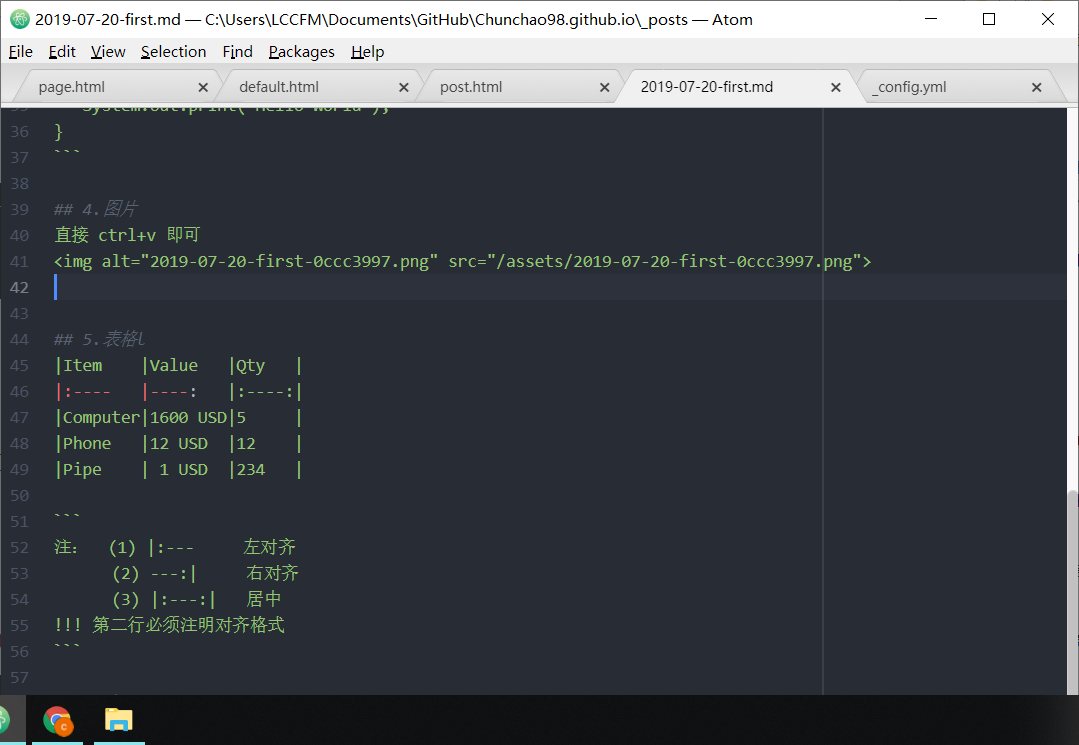 2019-07-20-first.md — C:\Users\LCCFM\Documents\GitHub\Chunchao98.github.io\_posts — Atom
File Edit View Selection Find Packages Help
page.html default.html post.html 2019-07-20-first.md _config.yml
36 }
37 ```
38
39 ## 4.图片
40 直接 ctrl+v 即可
41 <img alt="2019-07-20-first-0ccc3997.png" src="/assets/2019-07-20-first-0ccc3997.png">
42
43
44 ## 5.表格l
45 |Item    |Value   |Qty   |
46 |:----   |----:   |:----:|
47 |Computer|1600 USD|5     |
48 |Phone   |12 USD  |12    |
49 |Pipe    | 1 USD  |234   |
50
51 ```
52 注： (1) |:---     左对齐
53      (2) ---:|     右对齐
54      (3) |:---:|   居中
55 !!! 第二行必须注明对齐格式
56 ```
57